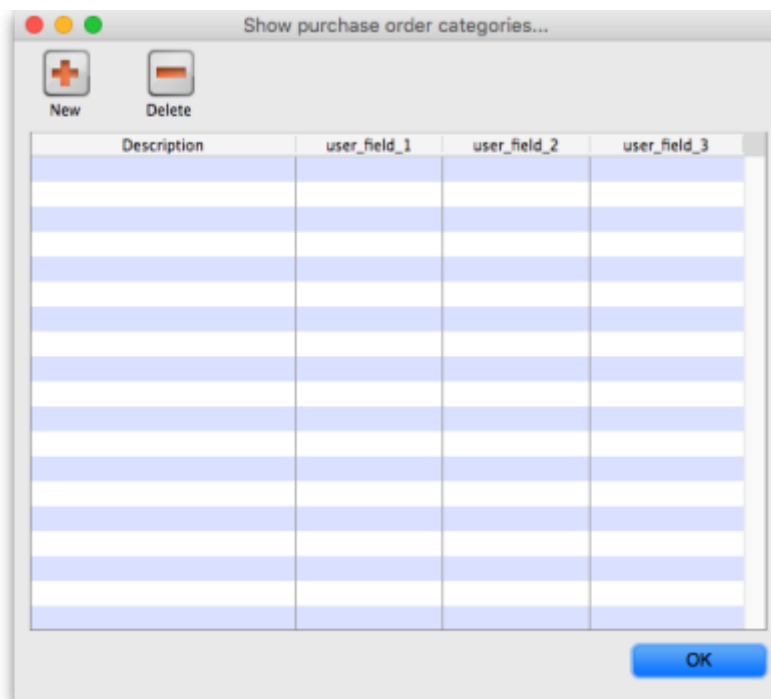 Show purchase order categories...
New Delete
Description user_field_1 user_field_2 user_field_3
OK